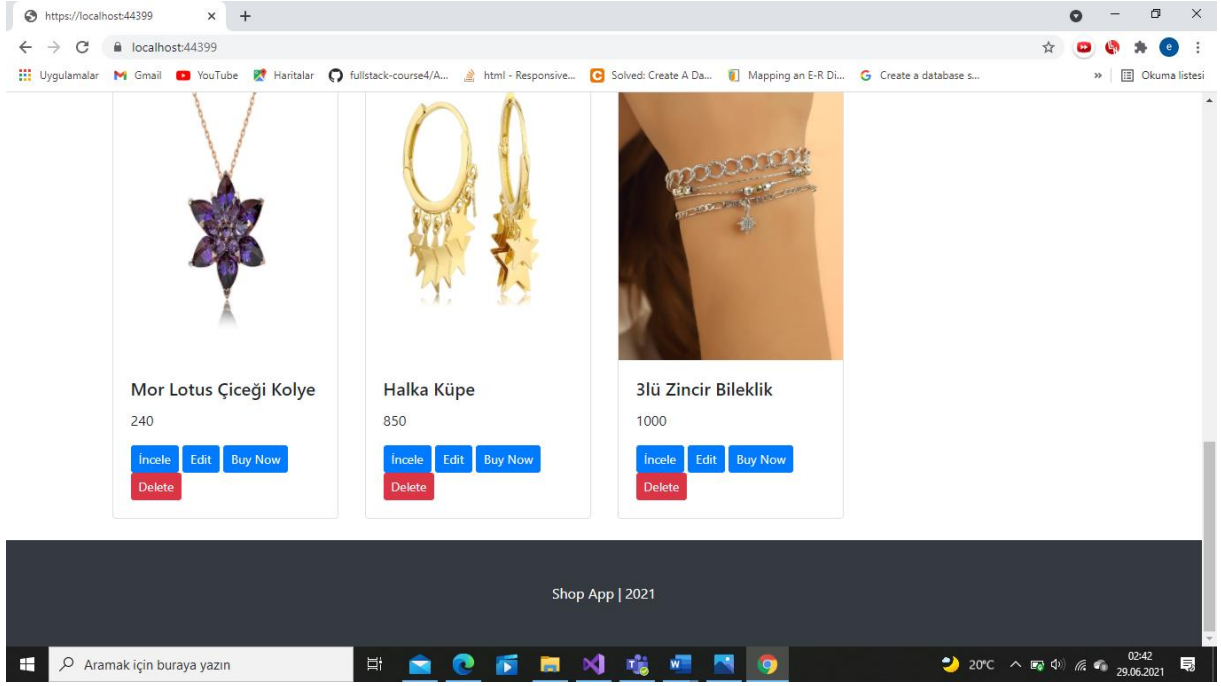 https://localhost:44399
localhost:44399
Uygulamalar Gmail YouTube Haritalar fullstack-course4/A... html - Responsive... Solved: Create A Da... Mapping an E-R Di... Create a database s... » Okuma listesi
Mor Lotus Çiçeği Kolye
240
İncele Edit Buy Now
Delete
Halka Küpe
850
İncele Edit Buy Now
Delete
3lü Zincir Bileklik
1000
İncele Edit Buy Now
Delete
Shop App | 2021
Aramak için buraya yazın
20°C
02:42
29.06.2021